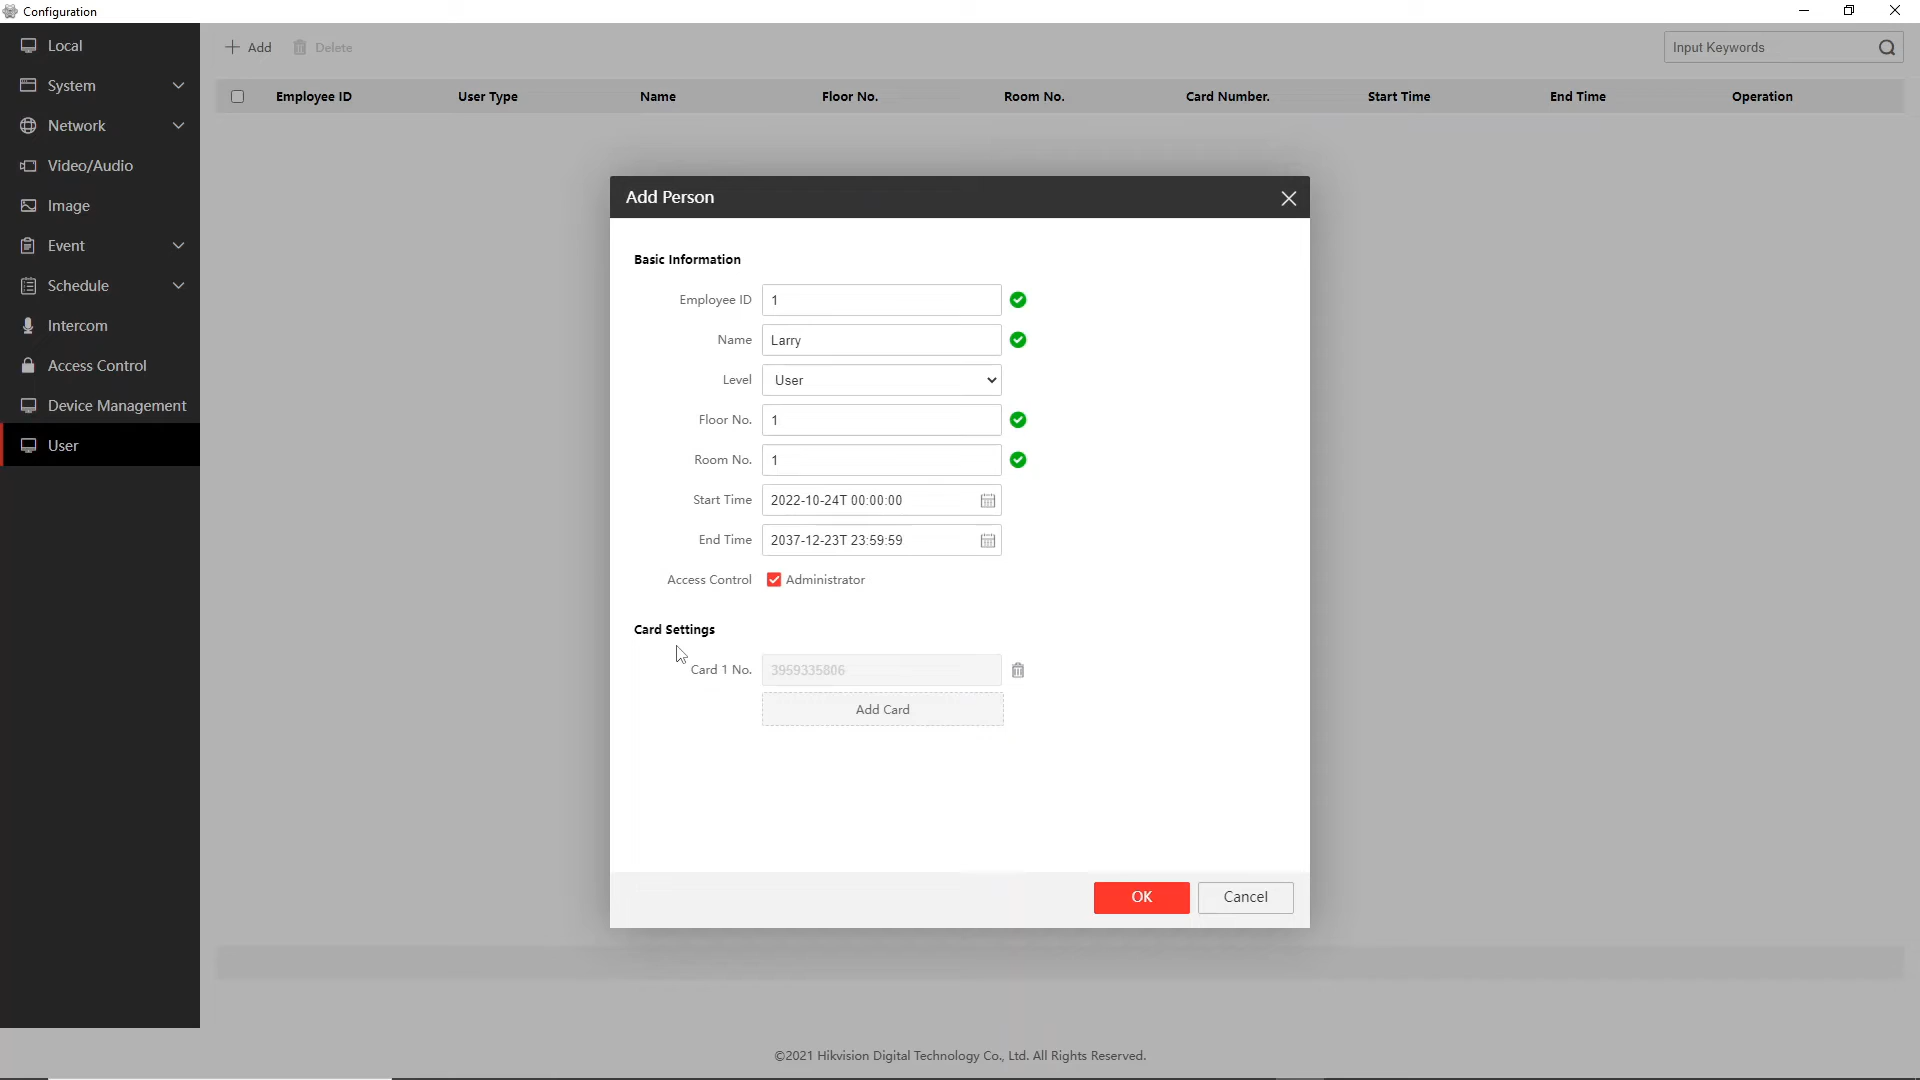 Configuration
Local
System
Network
Video/Audio
Image
Event
Schedule
Intercom
Access Control
Device Management
User
Add Delete
Input Keywords
Employee ID User Type Name Floor No. Room No. Card Number. Start Time End Time Operation
Add Person
Basic Information
Employee ID 1
Name Larry
Level User
Floor No. 1
Room No. 1
Start Time 2022-10-24T 00:00:00
End Time 2037-12-23T 23:59:59
Access Control Administrator
Card Settings
Card 1 No. 3959335806
Add Card
OK Cancel
©2021 Hikvision Digital Technology Co., Ltd. All Rights Reserved.